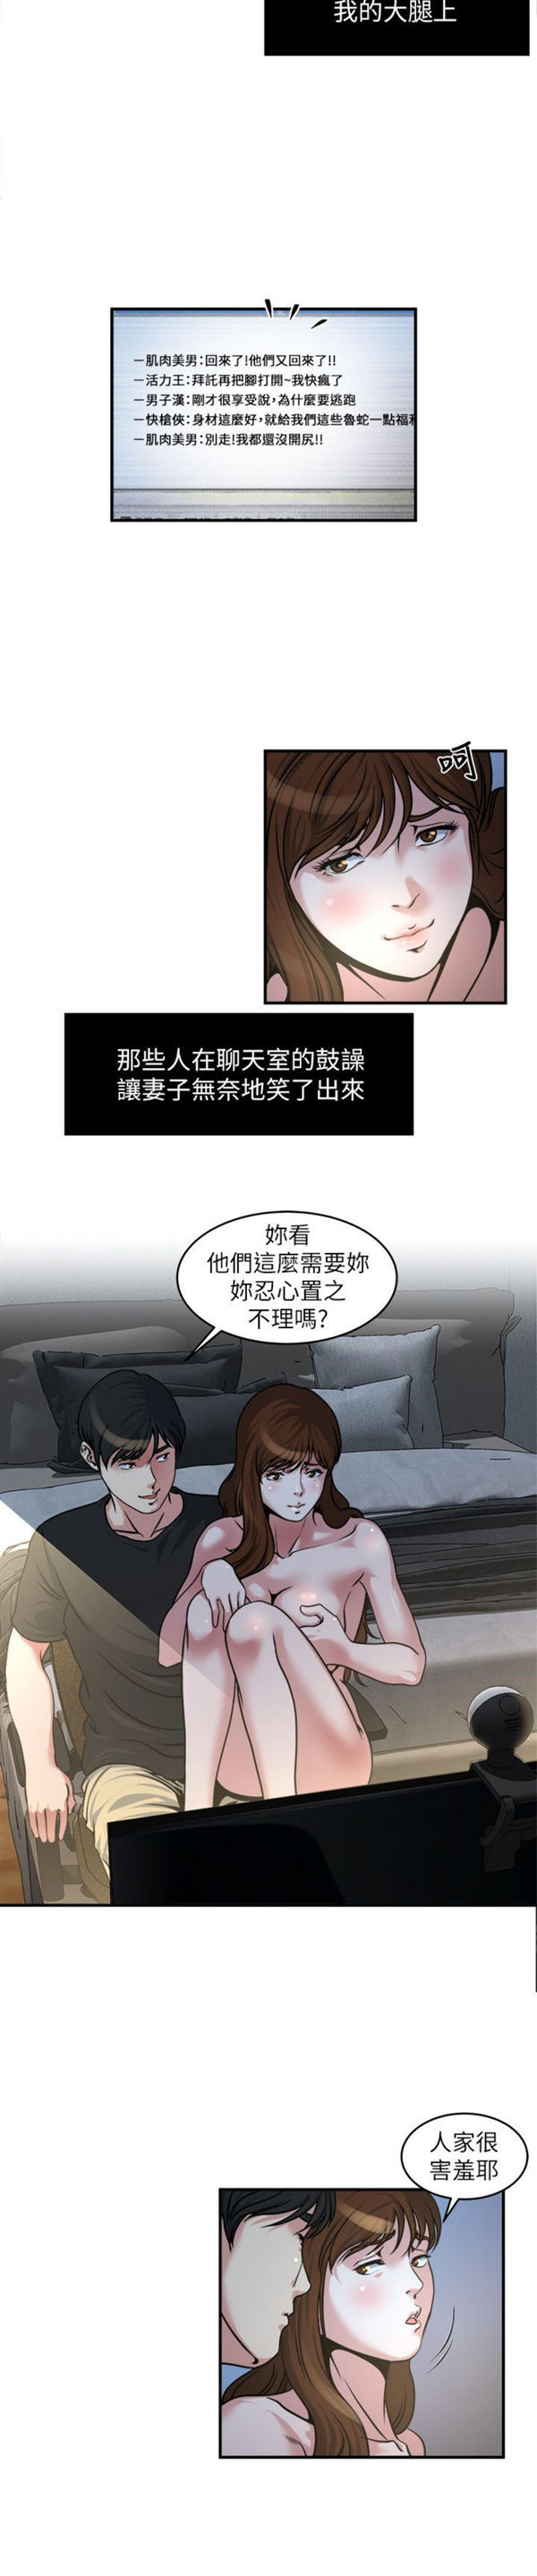 我的大腿上
－肌肉美男：回來了！他們又回來了！！
－活力王：拜託再把腳打開~我快瘋了
－男子漢：剛才很享受說，為什麼要逃跑
－快槍俠：身材這麼好，就給我們這些魯蛇一點福利
－肌肉美男：別走！我都還沒開尻！！
呵
那些人在聊天室的鼓譟
讓妻子無奈地笑了出來
妳看
他們這麼需要妳
妳忍心置之
不理嗎？
人家很
害羞耶